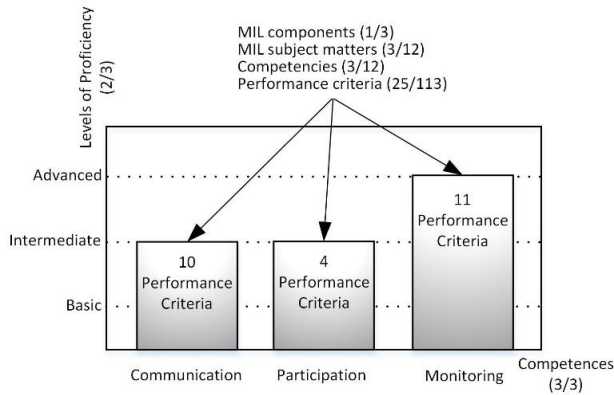 MIL components (1/3)
MIL subject matters (3/12)
Competencies (3/12)
Performance criteria (25/113)
Levels of Proficiency
(2/3)
Advanced
Intermediate
Basic
10
Performance
Criteria
4
Performance
Criteria
11
Performance
Criteria
Communication
Participation
Monitoring
Competences
(3/3)